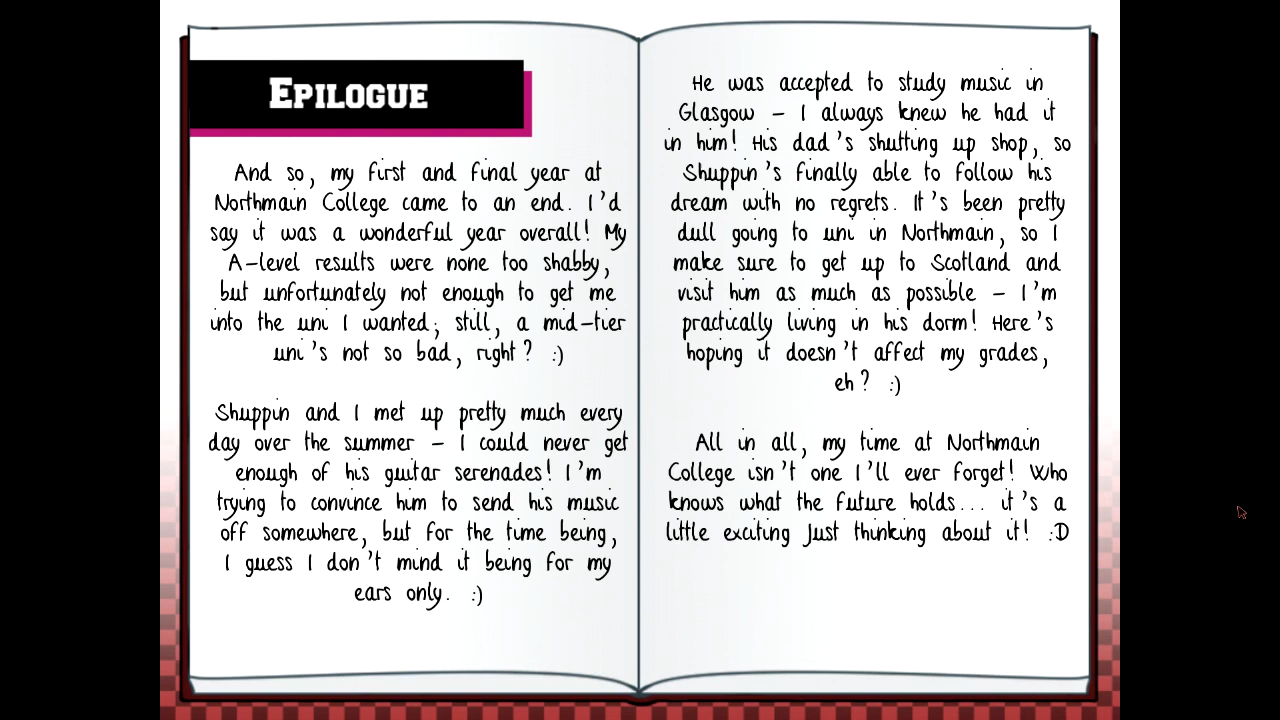 EPILOGUE
And so, my first and final year at
Northmain College came to an end. I'd
say it was a wonderful year overall! My
A-level results were none too shabby,
but unfortunately not enough to get me
into the uni I wanted; still, a mid-tier
uni's not so bad, right? :)
Shuppin and I met up pretty much every
day over the summer - I could never get
enough of his guitar serenades! I'm
trying to convince him to send his music
off somewhere, but for the time being,
I guess I don't mind it being for my
ears only. :)
He was accepted to study music in
Glasgow - I always knew he had it
in him! His dad's shutting up shop, so
Shuppin's finally able to follow his
dream with no regrets. It's been pretty
dull going to uni in Northmain, so I
make sure to get up to Scotland and
visit him as much as possible - I'm
practically living in his dorm! Here's
hoping it doesn't affect my grades,
eh? :)
All in all, my time at Northmain
College isn't one I'll ever forget! Who
knows what the future holds... it's a
little exciting just thinking about it! :D